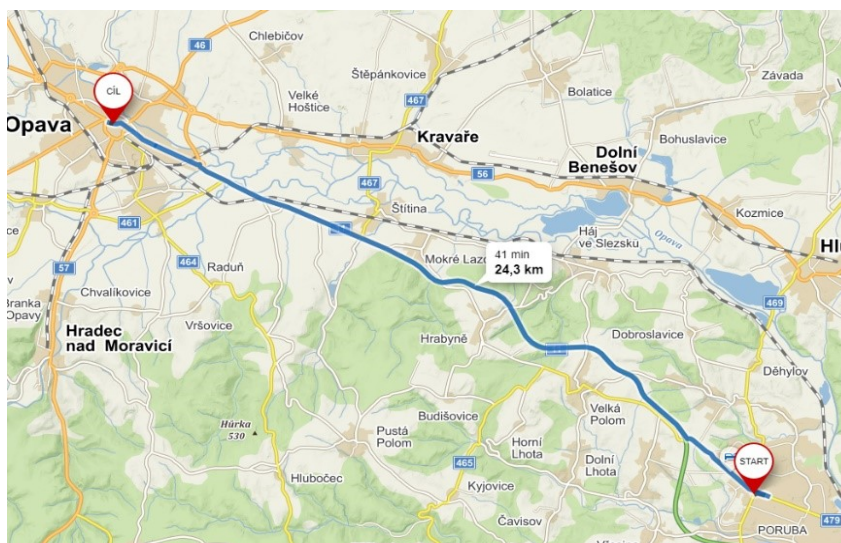 Chlebičov
46
CÍL
Opava
Velké
Hoštice
Štěpánkovice
467
Bolatice
Závada
Bohuslavice
Kravaře
56
Dolní
Benešov
Kozmice
467
Štítina
461
464
Raduň
57
Chvalíkovice
Branka
Opavy
Vršovice
Hradec
nad Moravicí
Mokré Lazce
41 min
24,3 km
Háj
ve Slezsku
Opava
469
Hrabyně
Dobroslavice
Děhylov
Hůrka
530
Pustá
Polom
Budišovice
Velká
Polom
Horní
Lhota
Dolní
Lhota
465
Hlubočec
Kyjovice
Čavisov
START
PORUBA
479